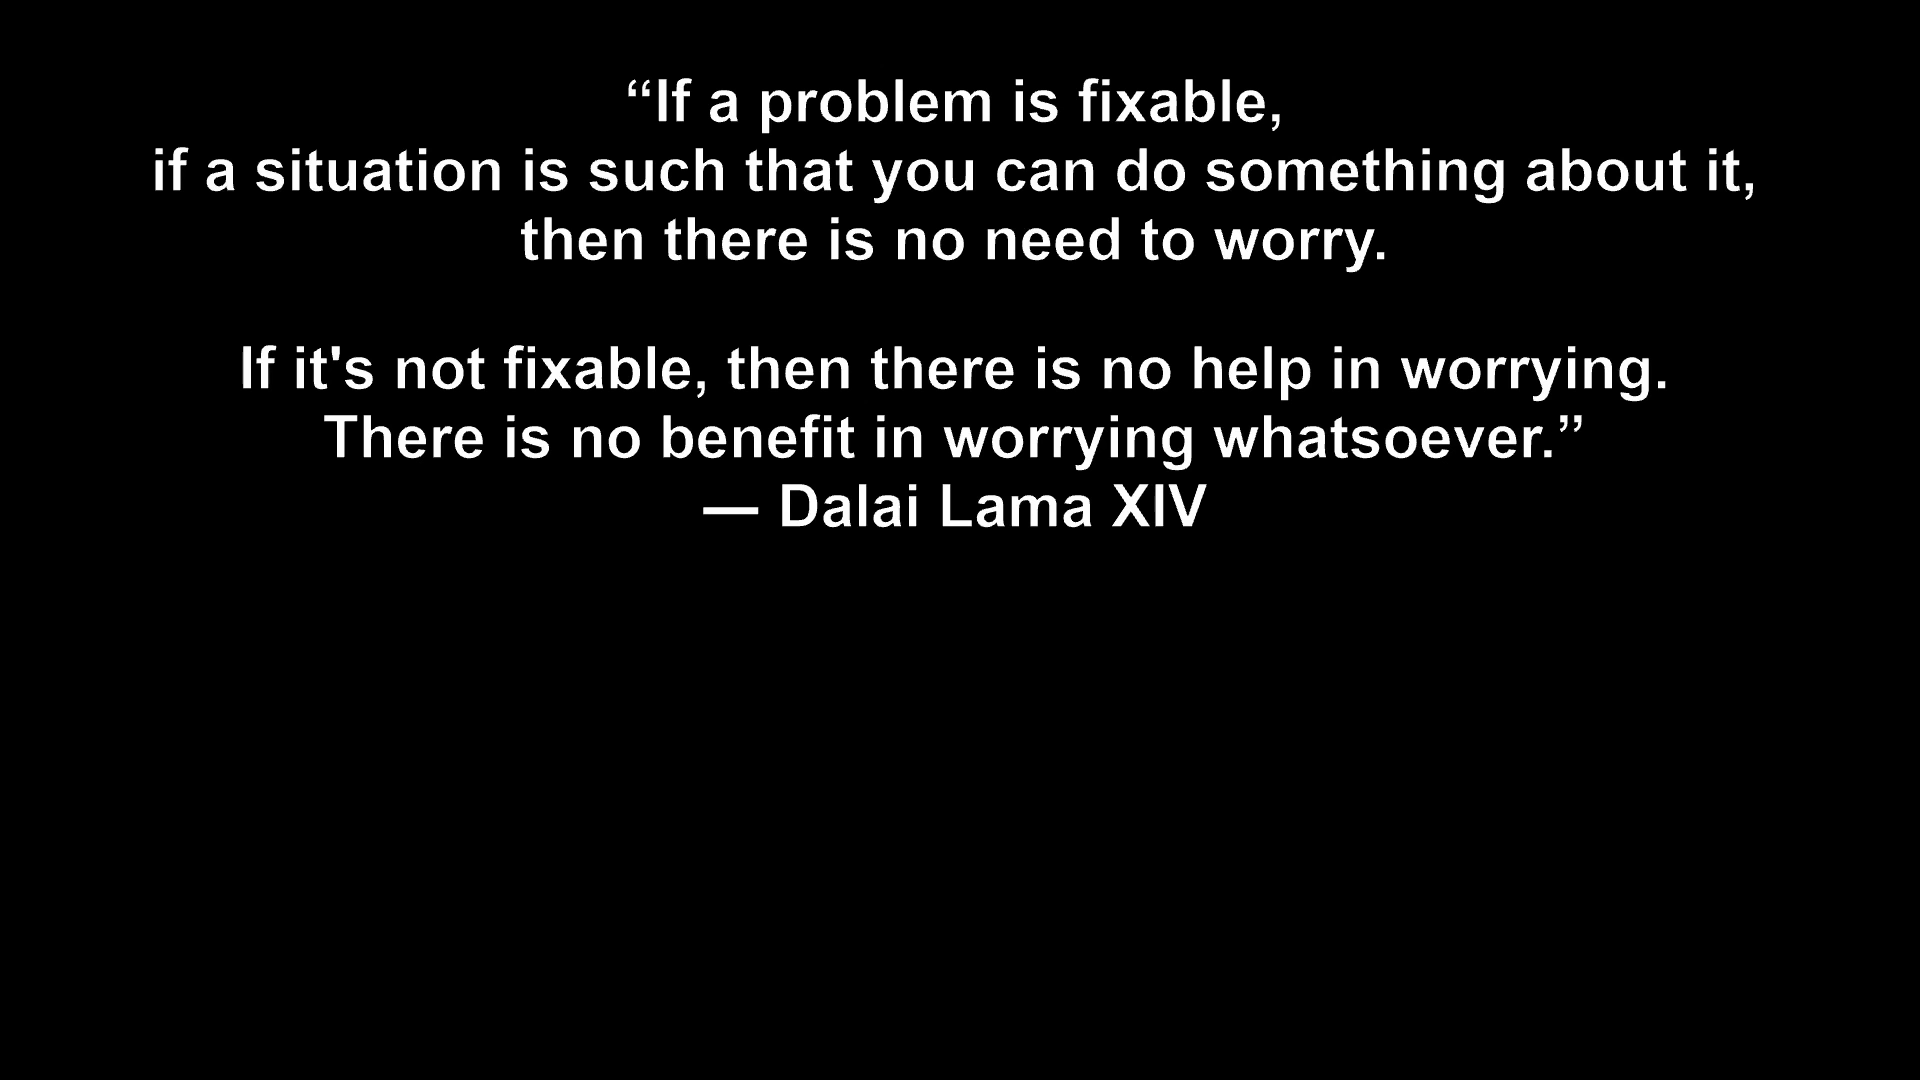 “If a problem is fixable,
if a situation is such that you can do something about it,
then there is no need to worry.
If it's not fixable, then there is no help in worrying.
There is no benefit in worrying whatsoever.”
— Dalai Lama XIV